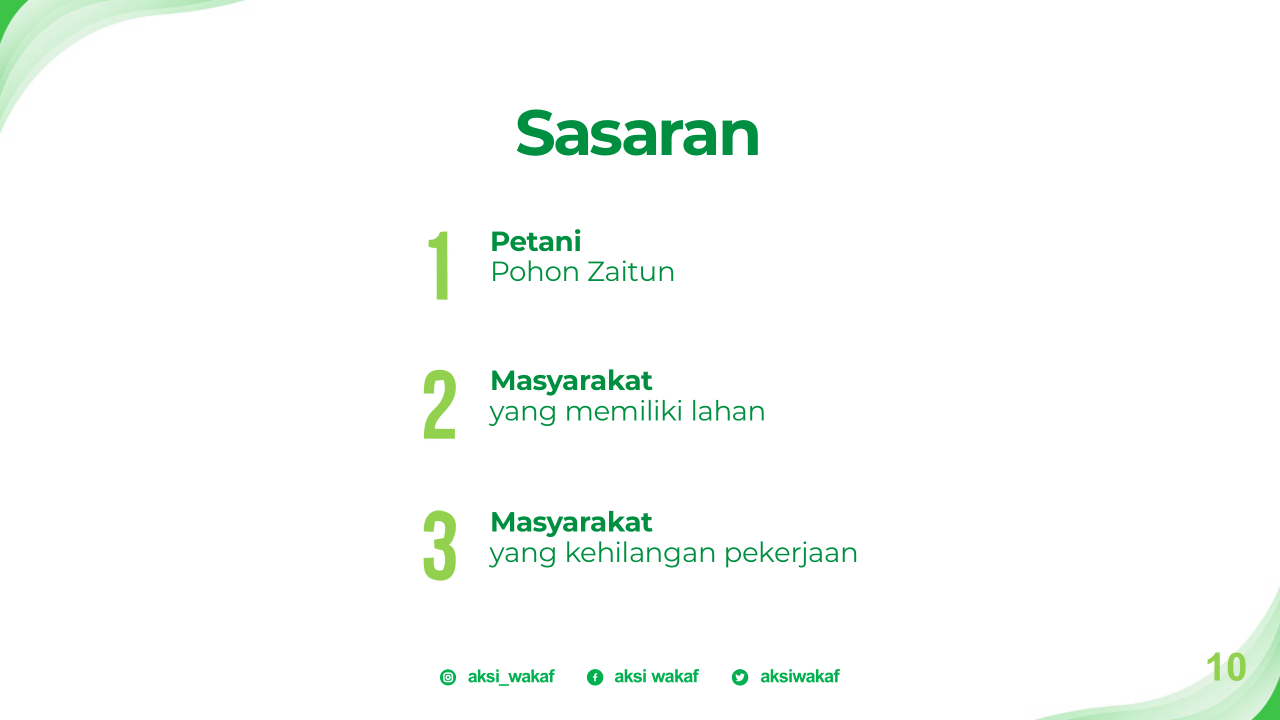 Sasaran
1
Petani
Pohon Zaitun
2
Masyarakat
yang memiliki lahan
3
Masyarakat
yang kehilangan pekerjaan
aksi_wakaf aksi wakaf aksiwakaf
10